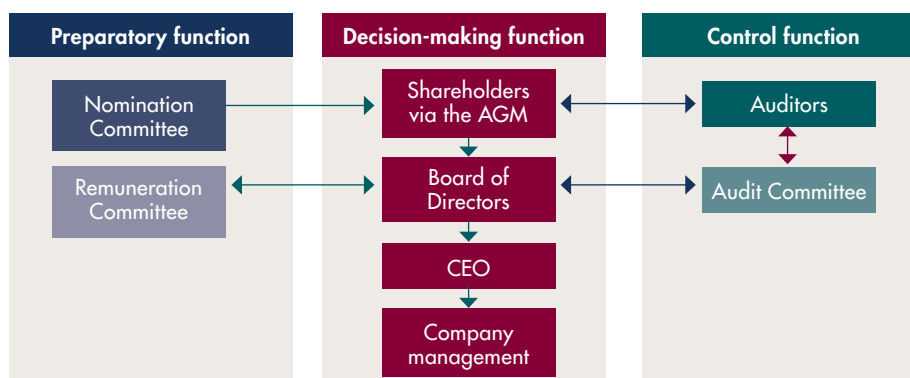 Preparatory function
Nomination
Committee
Remuneration
Committee
Decision-making function
Shareholders
via the AGM
Board of
Directors
CEO
Company
management
Control function
Auditors
Audit Committee